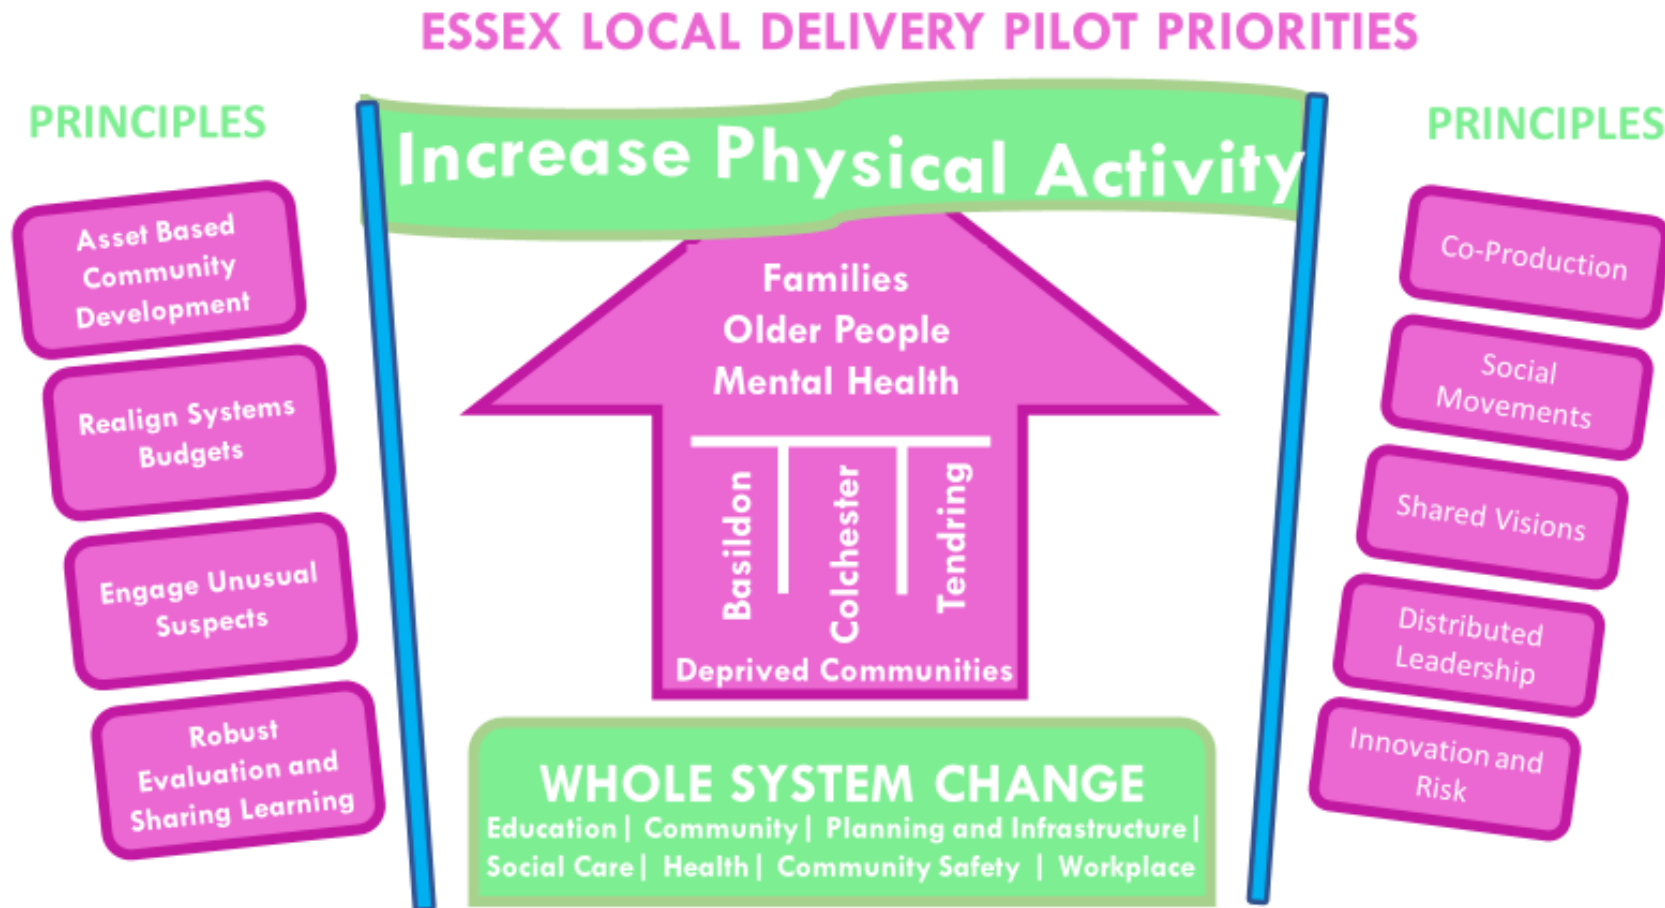 ESSEX LOCAL DELIVERY PILOT PRIORITIES
PRINCIPLES
Asset Based
Community
Development
Realign Systems
Budgets
Engage Unusual
Suspects
Robust
Evaluation and
Sharing Learning
Increase Physical Activity
Families
Older People
Mental Health
Basildon
Colchester
Tendring
Deprived Communities
WHOLE SYSTEM CHANGE
Education| Community| Planning and Infrastructure|
Social Care| Health| Community Safety | Workplace
PRINCIPLES
Co-Production
Social
Movements
Shared Visions
Distributed
Leadership
Innovation and
Risk